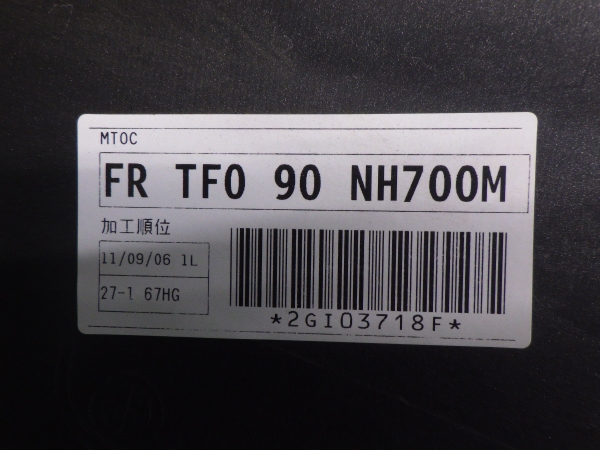 MTOC
FR TF0 90 NH700M
加工順位
11/09/06 1L
27-1 67HG
*2GI03718F*